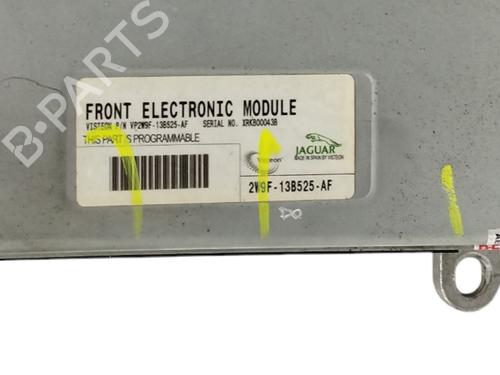 B-PARTS
FRONT ELECTRONIC MODULE
VISTEON P/N VP2W9F-13B525-AF SERIAL NO. XRKB000438
THIS PART IS PROGRAMMABLE
Visteon
JAGUAR
MADE IN SPAIN BY VISTEON
2W9F-13B525-AF